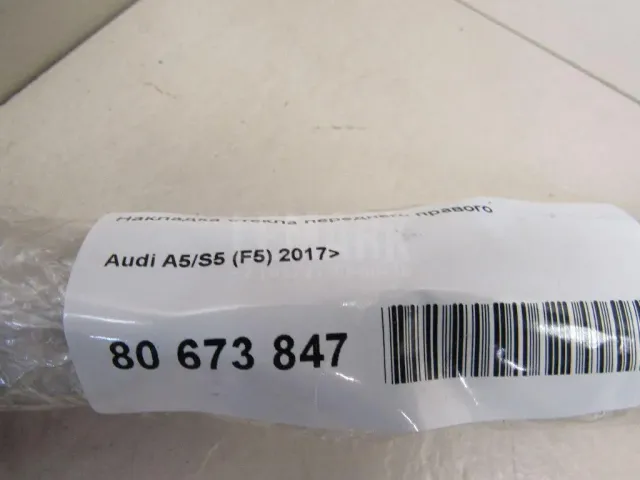 Накладка стекла переднего правого
Audi A5/S5 (F5) 2017>
80 673 847